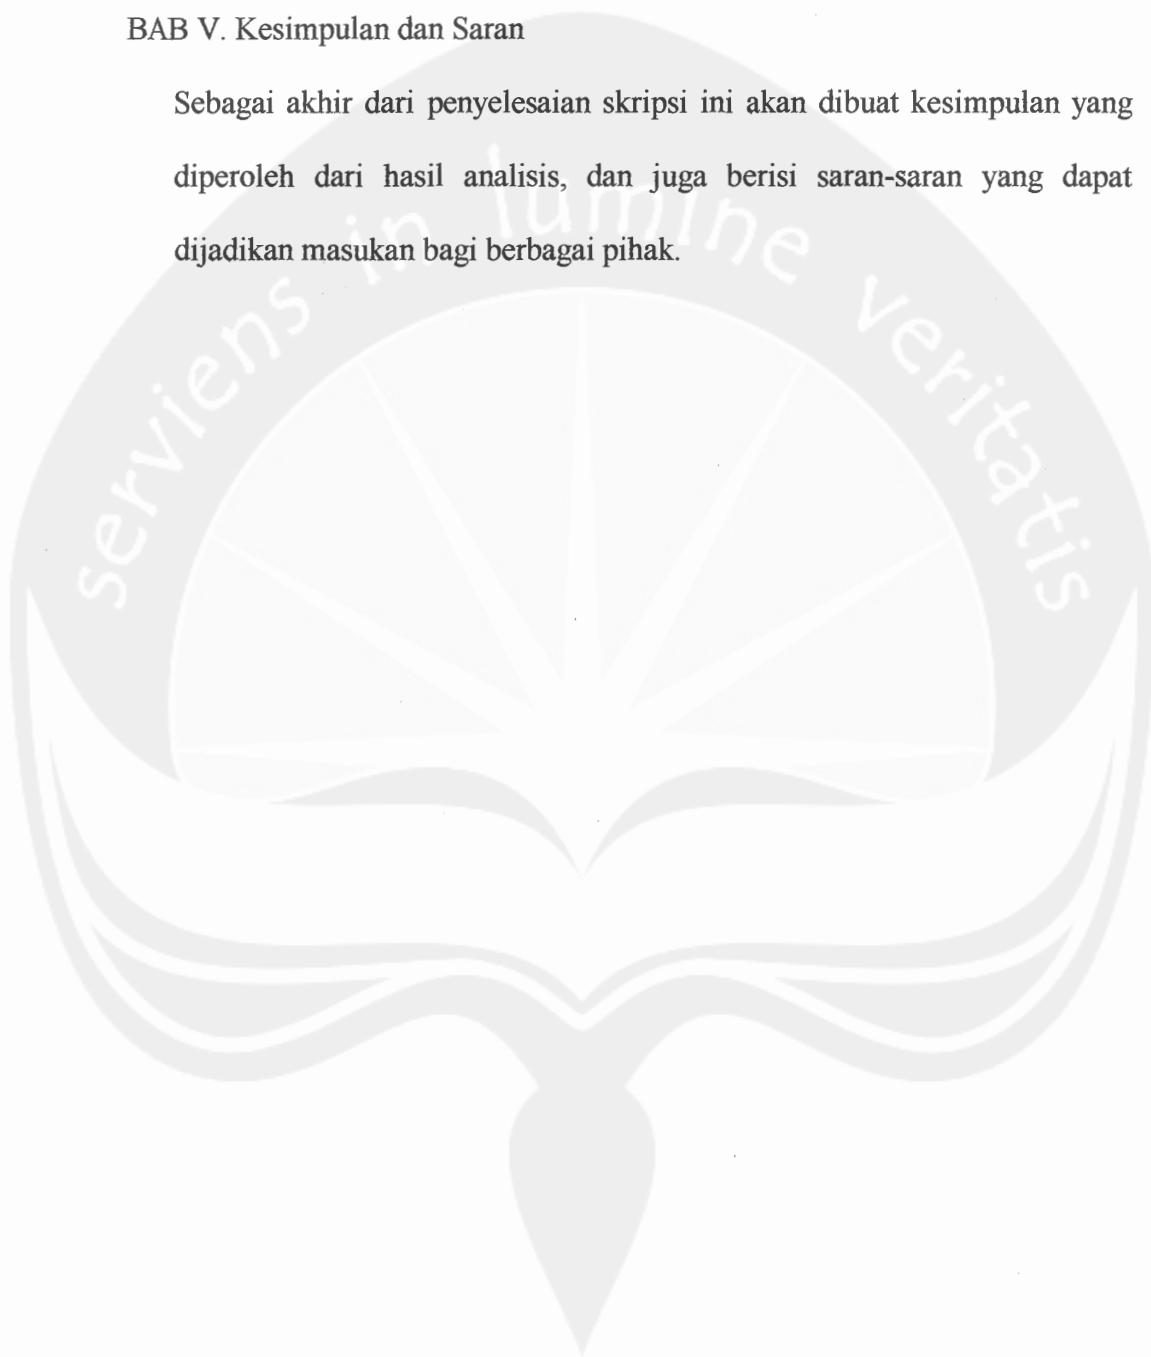 BAB V. Kesimpulan dan Saran
Sebagai akhir dari penyelesaian skripsi ini akan dibuat kesimpulan yang
diperoleh dari hasil analisis, dan juga berisi saran-saran yang dapat
dijadikan masukan bagi berbagai pihak.
serviens in lumine veritatis